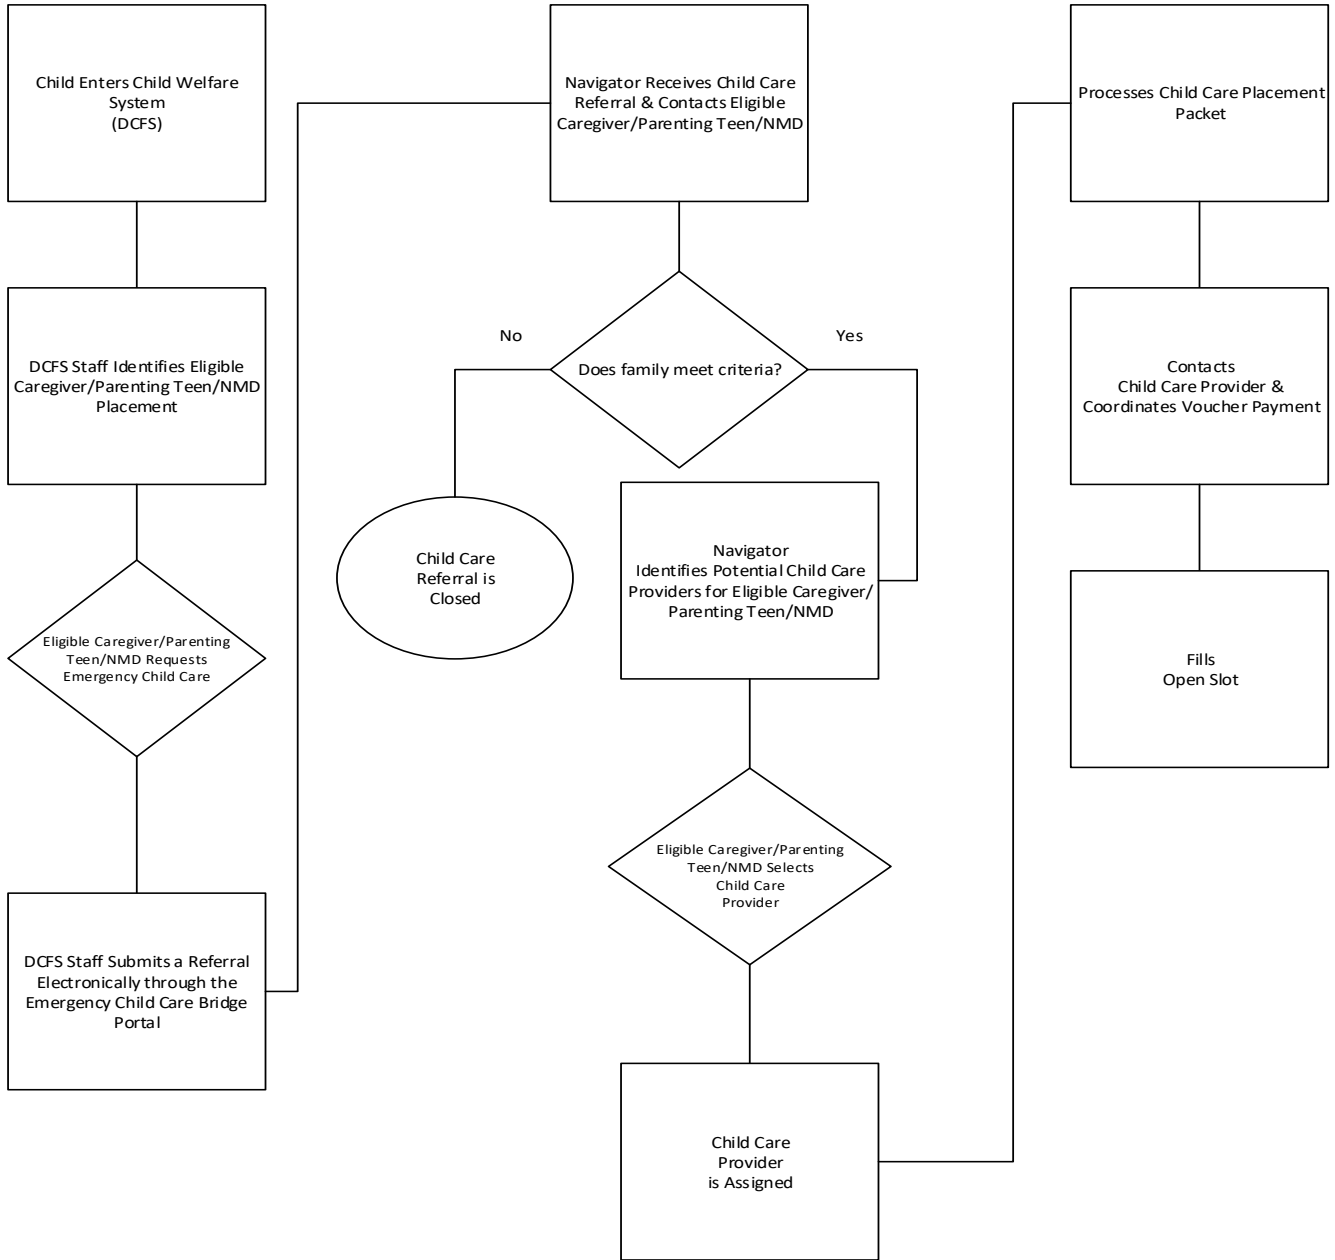 Child Enters Child Welfare
System
(DCFS)
DCFS Staff Identifies Eligible
Caregiver/Parenting Teen/NMD
Placement
Eligible Caregiver/Parenting
Teen/NMD Requests
Emergency Child Care
DCFS Staff Submits a Referral
Electronically through the
Emergency Child Care Bridge
Portal
Navigator Receives Child Care
Referral & Contacts Eligible
Caregiver/Parenting Teen/NMD
Does family meet criteria?
No
Yes
Child Care
Referral is
Closed
Navigator
Identifies Potential Child Care
Providers for Eligible Caregiver/
Parenting Teen/NMD
Eligible Caregiver/Parenting
Teen/NMD Selects
Child Care
Provider
Child Care
Provider
is Assigned
Processes Child Care Placement
Packet
Contacts
Child Care Provider &
Coordinates Voucher Payment
Fills
Open Slot